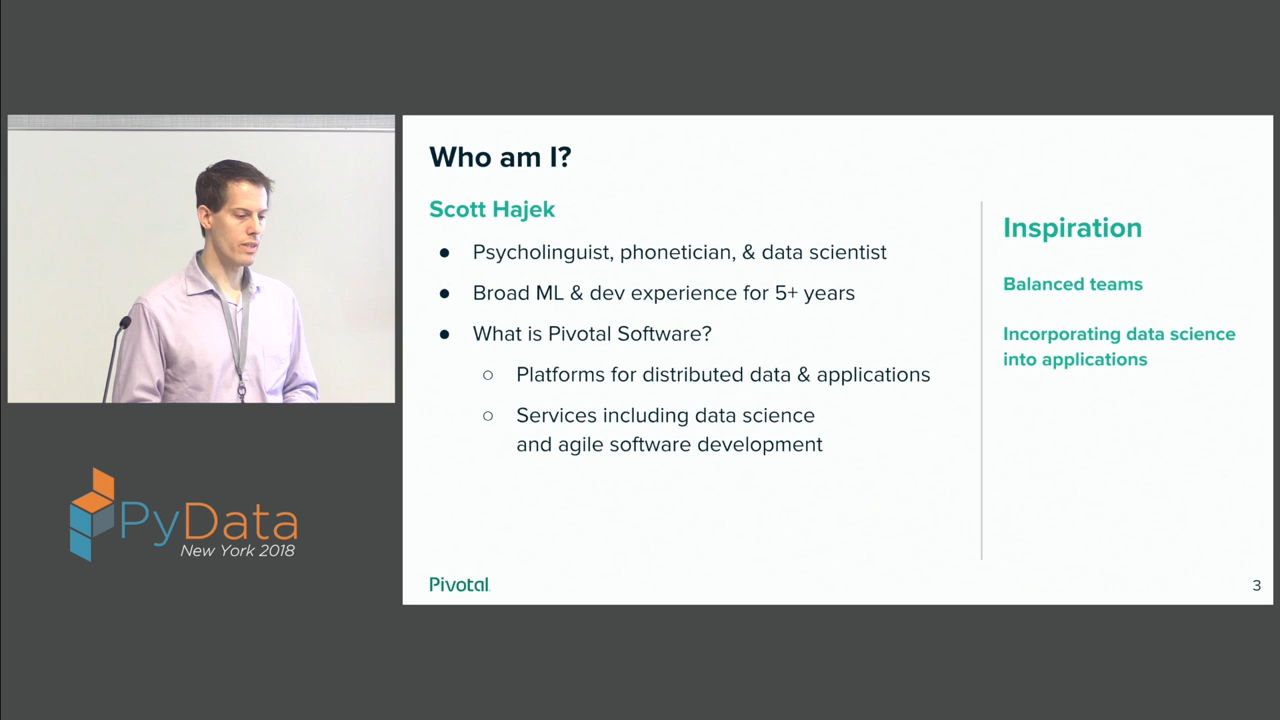 Who am I?
Scott Hajek
● Psycholinguist, phonetician, & data scientist
● Broad ML & dev experience for 5+ years
● What is Pivotal Software?
○ Platforms for distributed data & applications
○ Services including data science
and agile software development
Inspiration
Balanced teams
Incorporating data science
into applications
Pivotal
3
PyData
New York 2018